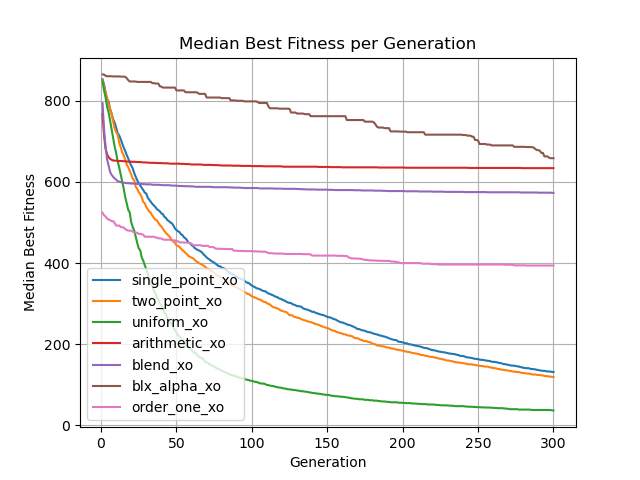 Median Best Fitness per Generation
Median Best Fitness
800
600
400
200
0
single_point_xo
two_point_xo
uniform_xo
arithmetic_xo
blend_xo
blx_alpha_xo
order_one_xo
0 50 100 150 200 250 300
Generation